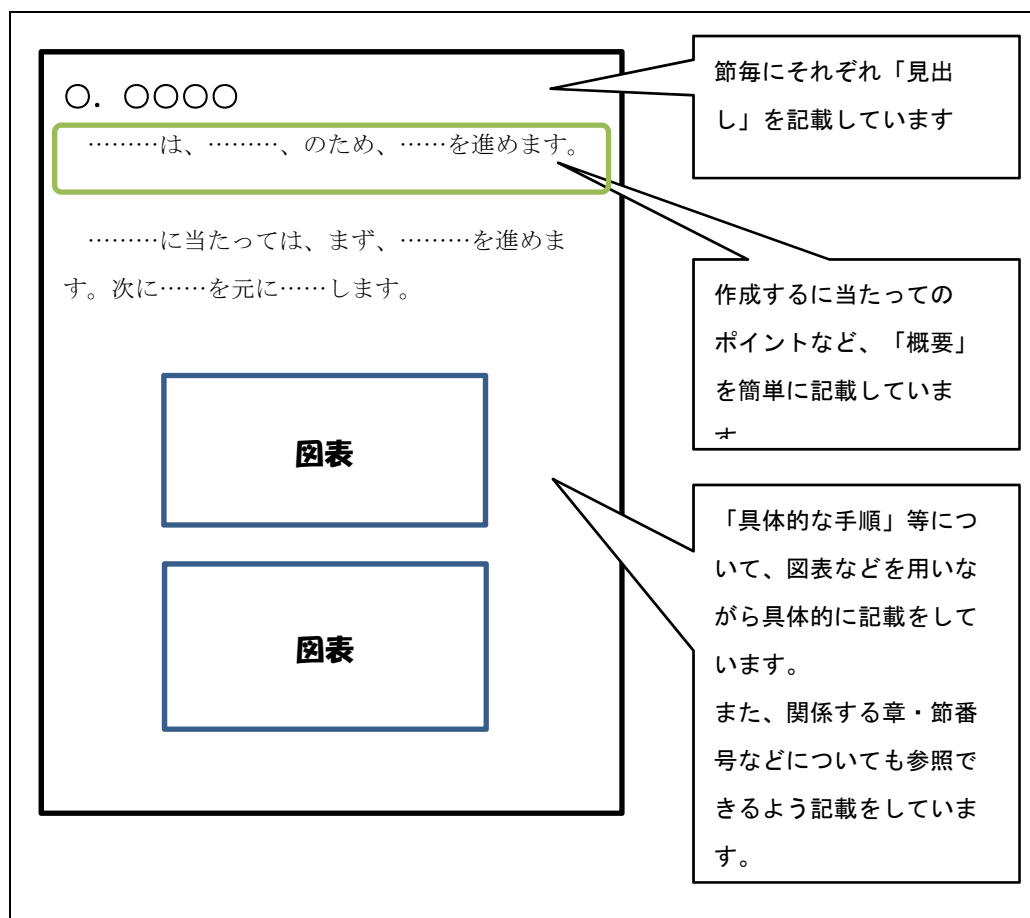 〇．〇〇〇〇
………は、………、のため、……を進めます。
………に当たっては、まず、………を進めま
す。次に……を元に……します。
図表
図表
節毎にそれぞれ「見出
し」を記載しています
作成するに当たっての
ポイントなど、「概要」
を簡単に記載していま
す
「具体的な手順」等につ
いて、図表などを用いな
がら具体的に記載をして
います。
また、関係する章・節番
号などについても参照で
きるよう記載をしていま
す。